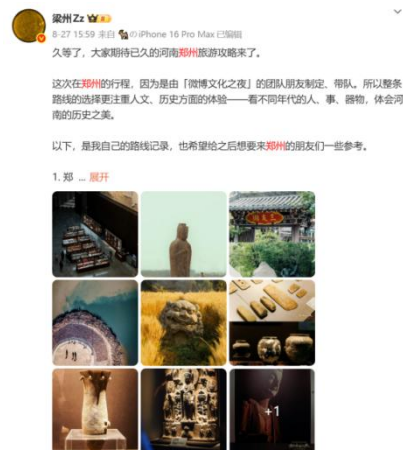 梁州Zz
8-27 15:59 来自 のiPhone 16 Pro Max 已编辑
久等了，大家期待已久的河南郑州旅游攻略来了。
这次在郑州的行程，因为是由「微博文化之夜」的团队朋友制定、带队。所以整条
路线的选择更注重人文、历史方面的体验——看不同年代的人、事、器物，体会河
南的历史之美。
以下，是我自己的路线记录，也希望给之后想要来郑州的朋友们一些参考。
1. 郑 ... 展开
+1